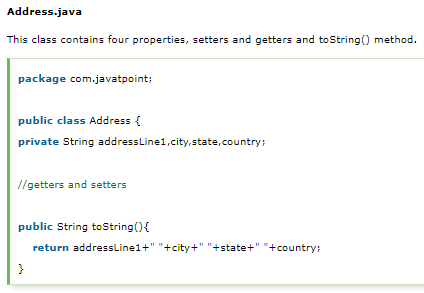 Address.java
This class contains four properties, setters and getters and toString() method.
package com.javatpoint;
public class Address {
private String addressLine1,city,state,country;
//getters and setters
public String toString(){
return addressLine1+" "+city+" "+state+" "+country;
}